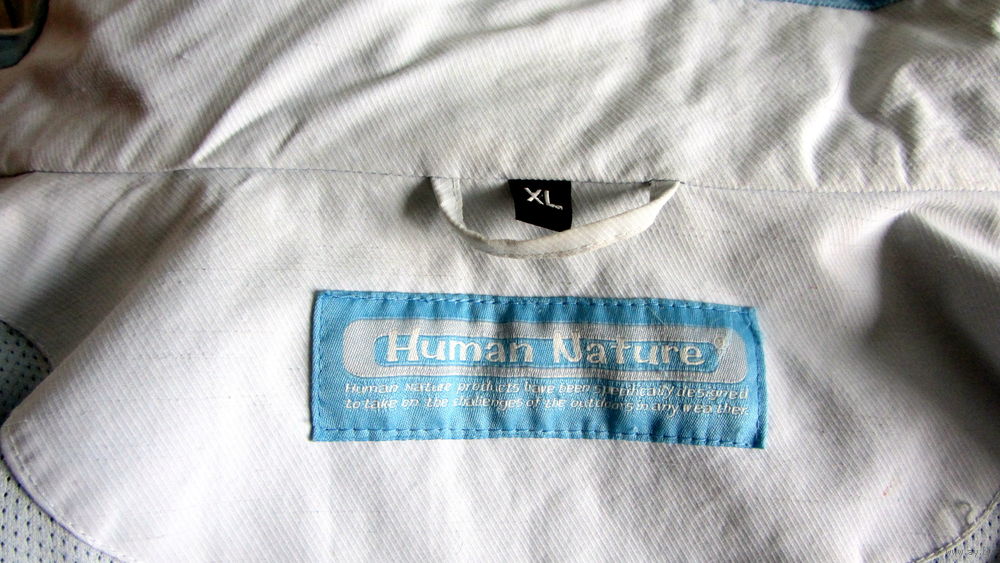 XL
Human Nature®
Human Nature products have been specifically designed
to take on the challenges of the outdoors in any weather.